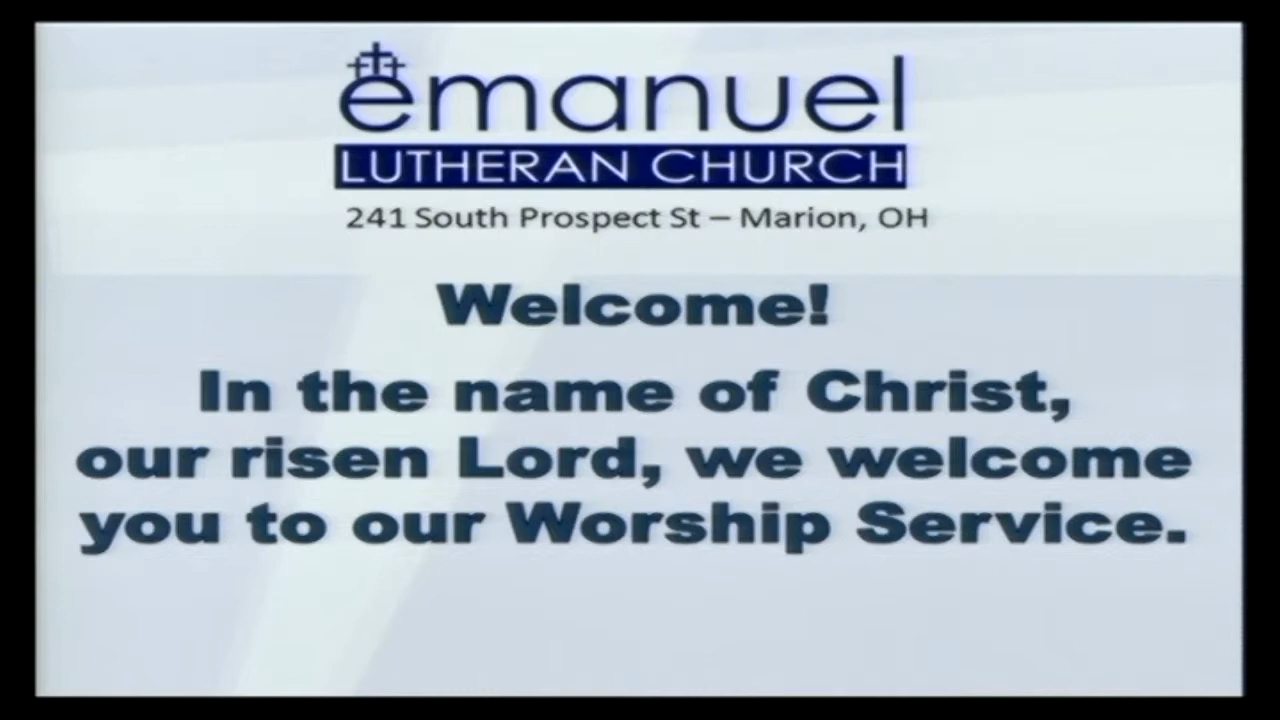 emanuel
LUTHERAN CHURCH
241 South Prospect St – Marion, OH
Welcome!
In the name of Christ,
our risen Lord, we welcome
you to our Worship Service.